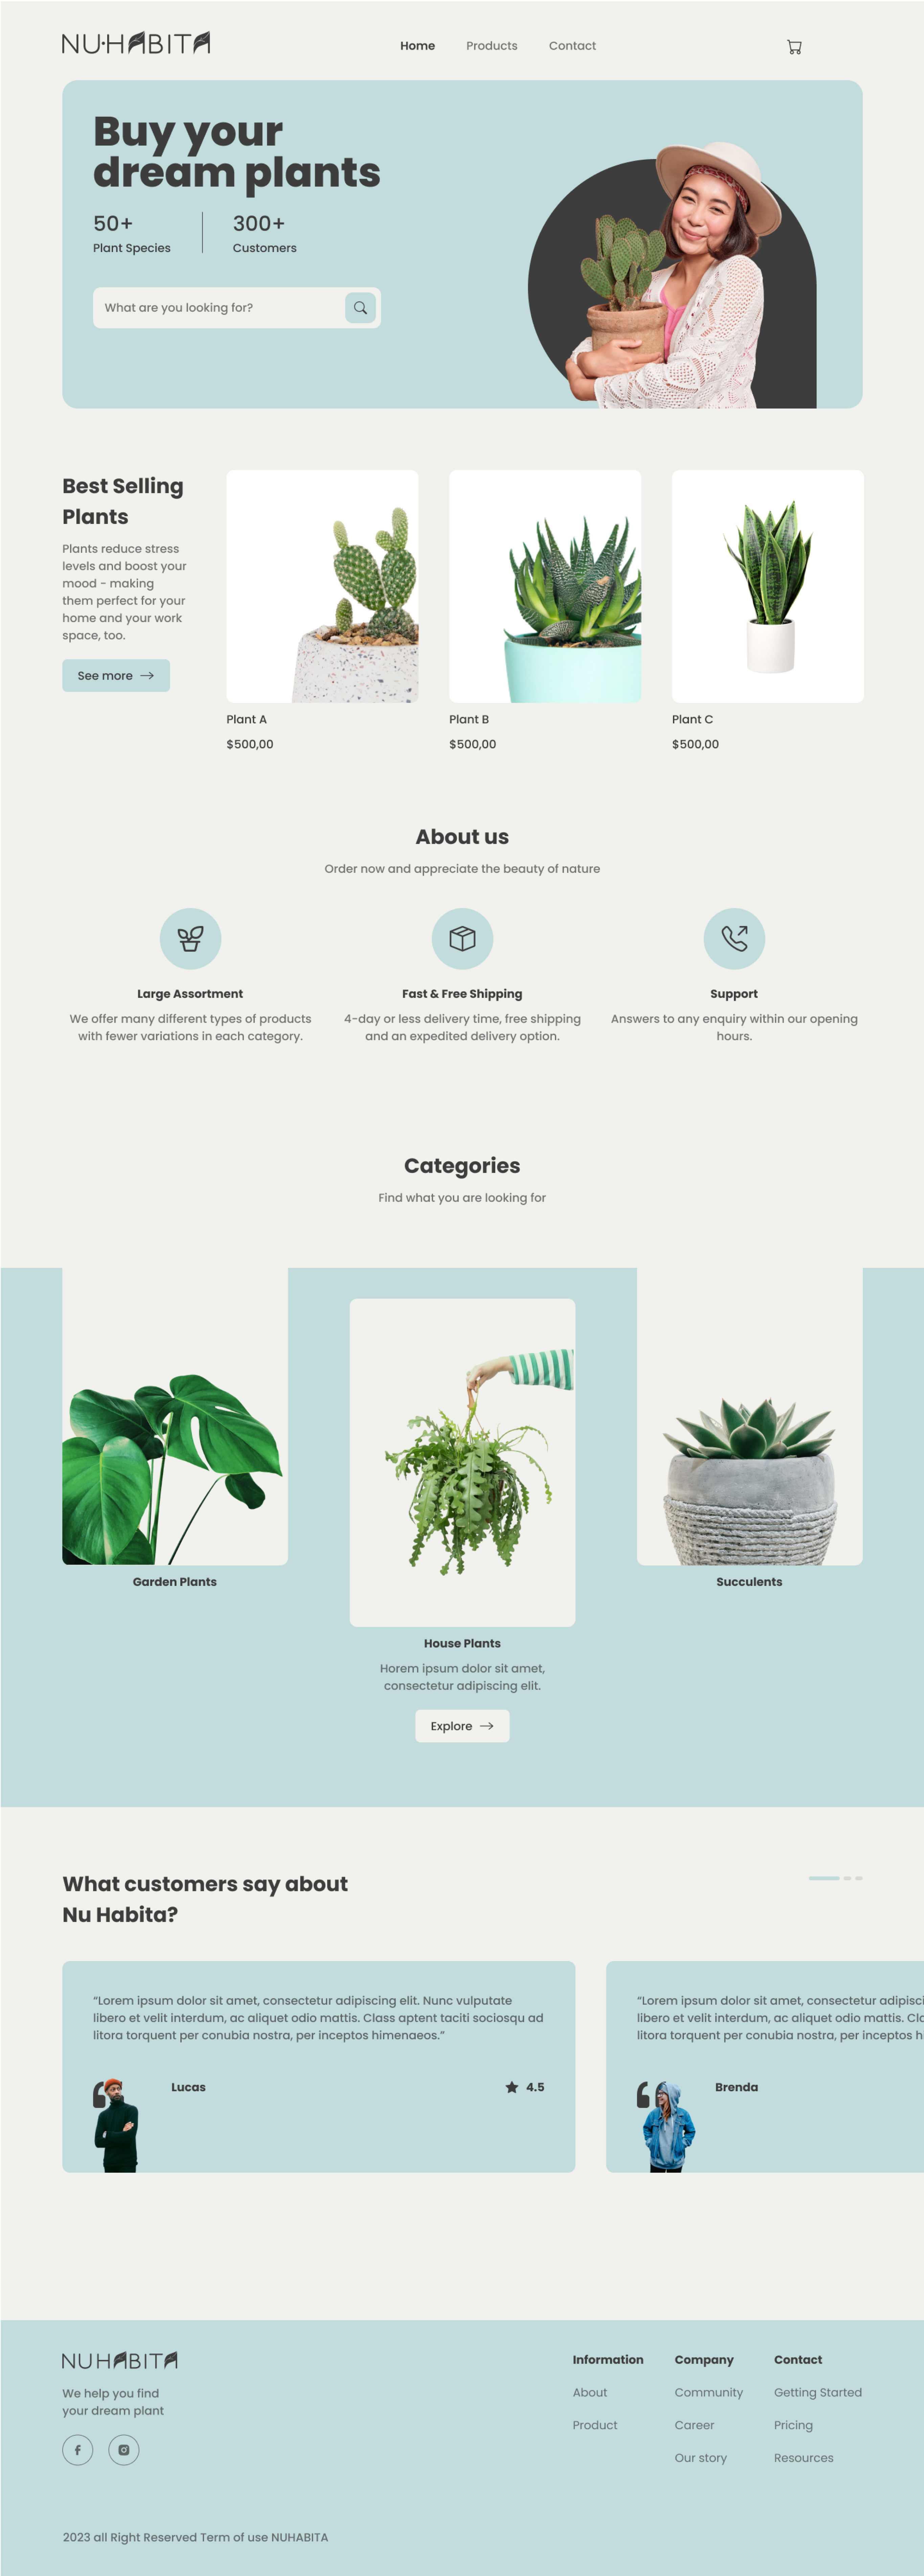 NU·HABITA
Home
Products
Contact
Buy your
dream plants
50+
Plant Species
300+
Customers
What are you looking for?
Best Selling
Plants
Plants reduce stress
levels and boost your
mood - making
them perfect for your
home and your work
space, too.
See more
Plant A
$500,00
Plant B
$500,00
Plant C
$500,00
About us
Order now and appreciate the beauty of nature
Large Assortment
We offer many different types of products
with fewer variations in each category.
Fast & Free Shipping
4-day or less delivery time, free shipping
and an expedited delivery option.
Support
Answers to any enquiry within our opening
hours.
Categories
Find what you are looking for
Garden Plants
House Plants
Horem ipsum dolor sit amet,
consectetur adipiscing elit.
Explore
Succulents
What customers say about
Nu Habita?
“Lorem ipsum dolor sit amet, consectetur adipiscing elit. Nunc vulputate
libero et velit interdum, ac aliquet odio mattis. Class aptent taciti sociosqu ad
litora torquent per conubia nostra, per inceptos himenaeos.”
Lucas
4.5
“Lorem ipsum dolor sit amet, consectetur adipisci
libero et velit interdum, ac aliquet odio mattis. Cla
litora torquent per conubia nostra, per inceptos h
Brenda
NUHABITA
We help you find
your dream plant
Information
About
Product
Company
Community
Career
Our story
Contact
Getting Started
Pricing
Resources
2023 all Right Reserved Term of use NUHABITA